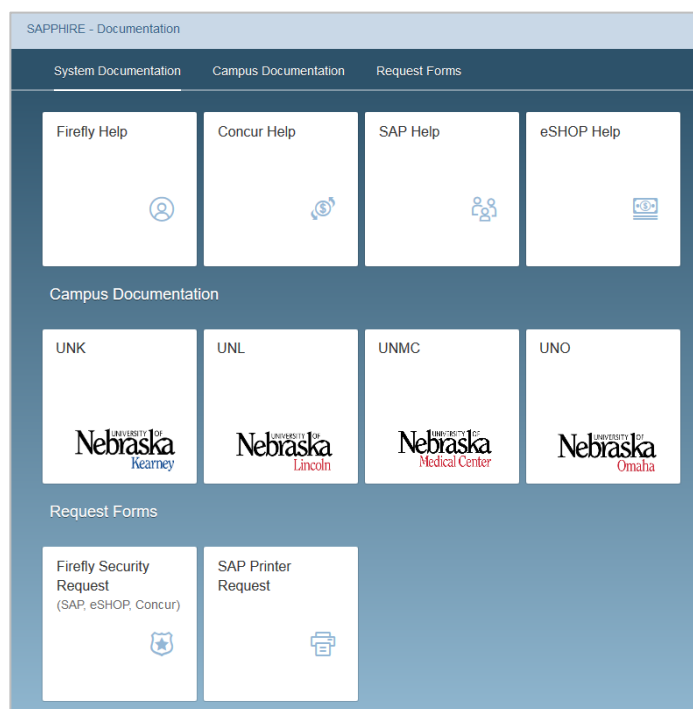 SAPPHIRE - Documentation
System Documentation Campus Documentation Request Forms
Firefly Help
Concur Help
SAP Help
eSHOP Help
Campus Documentation
UNK
UNIVERSITY OF
Nebraska
Kearney
UNL
UNIVERSITY OF
Nebraska
Lincoln
UNMC
UNIVERSITY OF
Nebraska
Medical Center
UNO
UNIVERSITY OF
Nebraska
Omaha
Request Forms
Firefly Security
Request
(SAP, eSHOP, Concur)
SAP Printer
Request